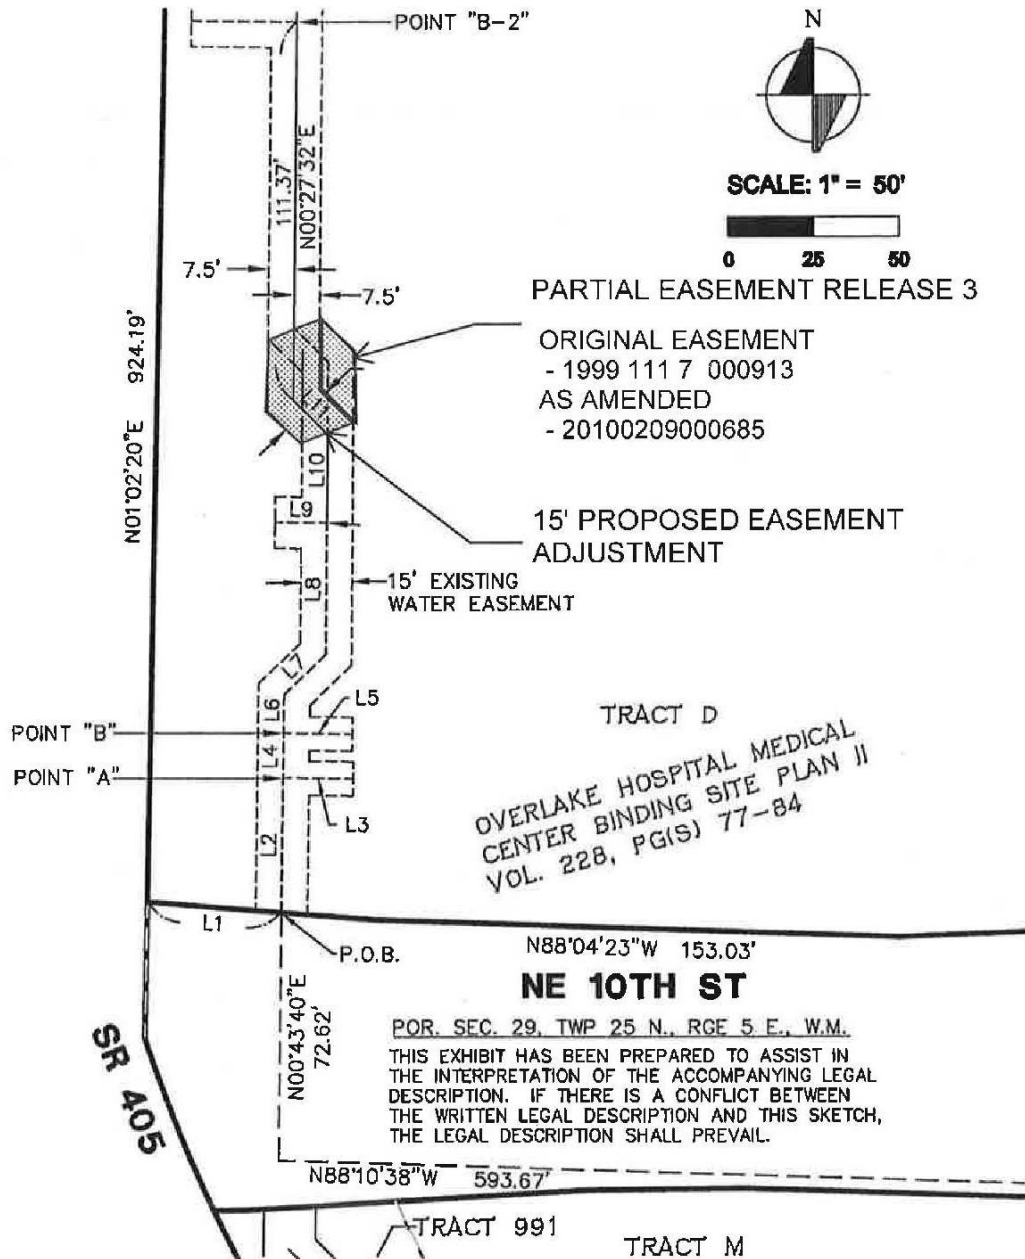 POINT "B-2"
N
111.37'
N00°27'32"E
SCALE: 1" = 50'
0 25 50
7.5'
7.5'
PARTIAL EASEMENT RELEASE 3
ORIGINAL EASEMENT
- 1999 111 7 000913
AS AMENDED
- 20100209000685
N01°02'20"E 924.19'
L11
L10
L9
15' PROPOSED EASEMENT
ADJUSTMENT
L8
15' EXISTING
WATER EASEMENT
L7
L6
L5
POINT "B"
L4
POINT "A"
L3
L2
TRACT D
OVERLAKE HOSPITAL MEDICAL
CENTER BINDING SITE PLAN II
VOL. 228, PG(S) 77-84
L1
P.O.B.
N88°04'23"W 153.03'
NE 10TH ST
N00°43'40"E
72.62'
POR. SEC. 29, TWP 25 N., RGE 5 E., W.M.
THIS EXHIBIT HAS BEEN PREPARED TO ASSIST IN
THE INTERPRETATION OF THE ACCOMPANYING LEGAL
DESCRIPTION. IF THERE IS A CONFLICT BETWEEN
THE WRITTEN LEGAL DESCRIPTION AND THIS SKETCH,
THE LEGAL DESCRIPTION SHALL PREVAIL.
SR 405
N88°10'38"W 593.67'
TRACT 991
TRACT M